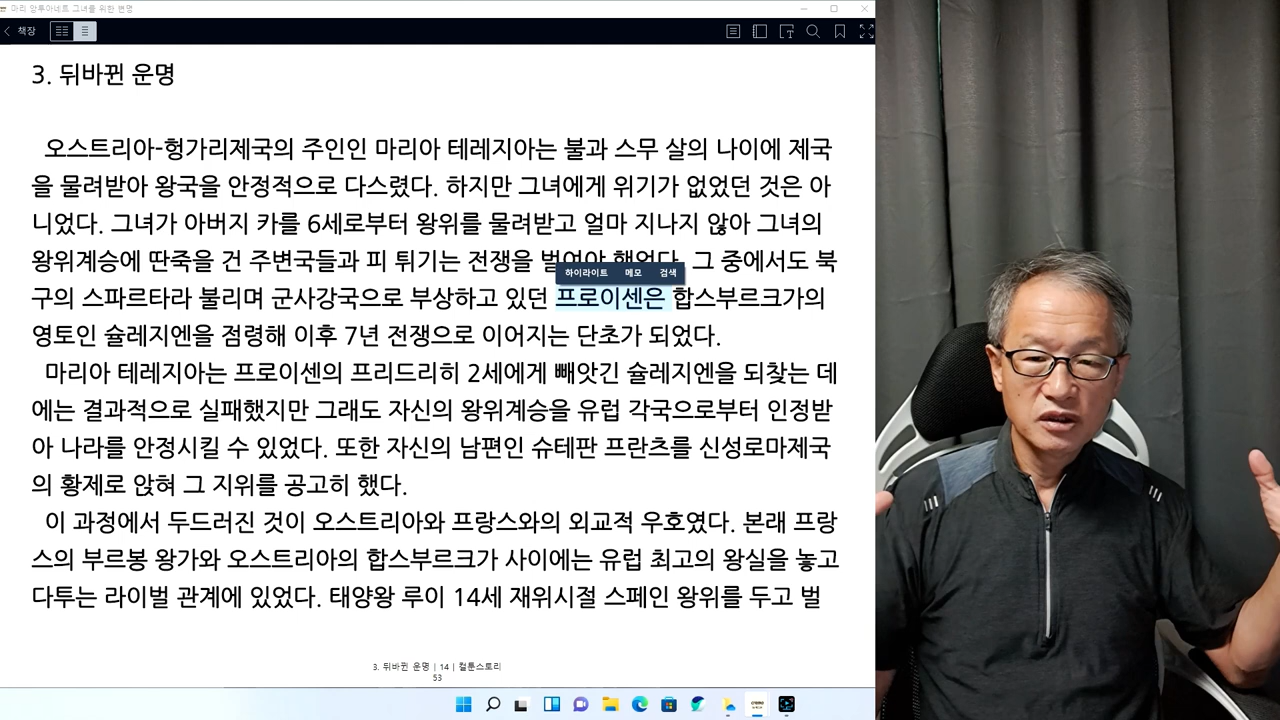 마리 앙투아네트 그녀를 위한 변명
책장
3. 뒤바뀐 운명
오스트리아-헝가리제국의 주인인 마리아 테레지아는 불과 스무 살의 나이에 제국
을 물려받아 왕국을 안정적으로 다스렸다. 하지만 그녀에게 위기가 없었던 것은 아
니었다. 그녀가 아버지 카를 6세로부터 왕위를 물려받고 얼마 지나지 않아 그녀의
왕위계승에 딴죽을 건 주변국들과 피 튀기는 전쟁을 벌여야 했었다. 그 중에서도 북
하이라이트 메모 검색
구의 스파르타라 불리며 군사강국으로 부상하고 있던 프로이센은 합스부르크가의
영토인 슐레지엔을 점령해 이후 7년 전쟁으로 이어지는 단초가 되었다.
마리아 테레지아는 프로이센의 프리드리히 2세에게 빼앗긴 슐레지엔을 되찾는 데
에는 결과적으로 실패했지만 그래도 자신의 왕위계승을 유럽 각국으로부터 인정받
아 나라를 안정시킬 수 있었다. 또한 자신의 남편인 슈테판 프란츠를 신성로마제국
의 황제로 앉혀 그 지위를 공고히 했다.
이 과정에서 두드러진 것이 오스트리아와 프랑스와의 외교적 우호였다. 본래 프랑
스의 부르봉 왕가와 오스트리아의 합스부르크가 사이에는 유럽 최고의 왕실을 놓고
다투는 라이벌 관계에 있었다. 태양왕 루이 14세 재위시절 스페인 왕위를 두고 벌
3. 뒤바뀐 운명 | 14 | 컬툰스토리
53